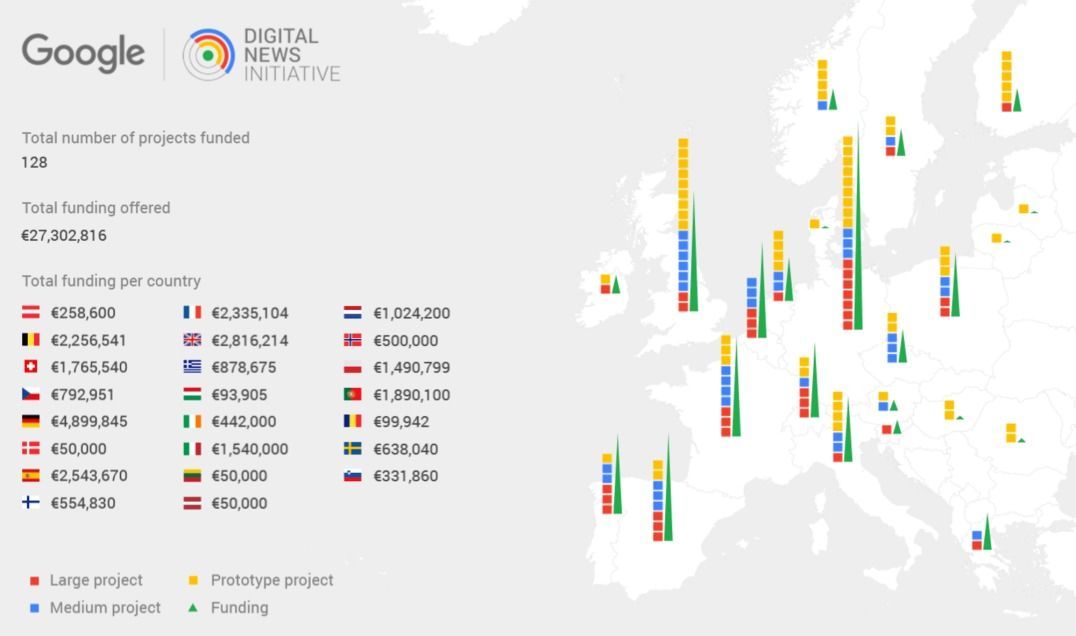 Google
DIGITAL
NEWS
INITIATIVE
Total number of projects funded
128
Total funding offered
€27,302,816
Total funding per country
€258,600 €2,335,104 €1,024,200
€2,256,541 €2,816,214 €500,000
€1,765,540 €878,675 €1,490,799
€792,951 €93,905 €1,890,100
€4,899,845 €442,000 €99,942
€50,000 €1,540,000 €638,040
€2,543,670 €50,000 €331,860
€554,830 €50,000
Large project Prototype project
Medium project Funding